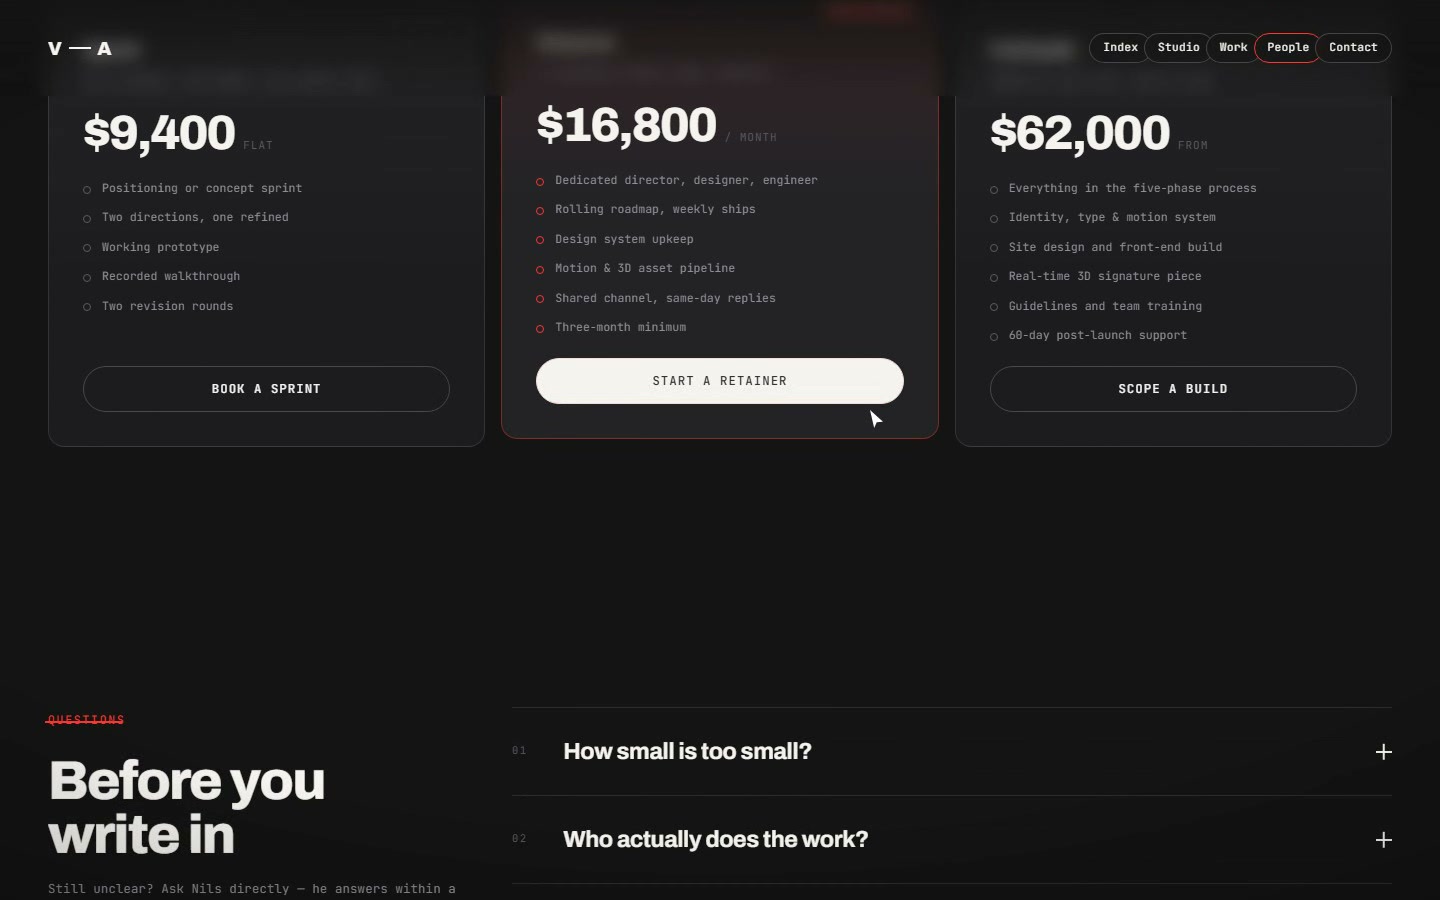 V — A
Index
Studio
Work
People
Contact
$9,400 FLAT
Positioning or concept sprint
Two directions, one refined
Working prototype
Recorded walkthrough
Two revision rounds
BOOK A SPRINT
$16,800 / MONTH
Dedicated director, designer, engineer
Rolling roadmap, weekly ships
Design system upkeep
Motion & 3D asset pipeline
Shared channel, same-day replies
Three-month minimum
START A RETAINER
$62,000 FROM
Everything in the five-phase process
Identity, type & motion system
Site design and front-end build
Real-time 3D signature piece
Guidelines and team training
60-day post-launch support
SCOPE A BUILD
QUESTIONS
Before you
write in
Still unclear? Ask Nils directly — he answers within a
01 How small is too small?
02 Who actually does the work?